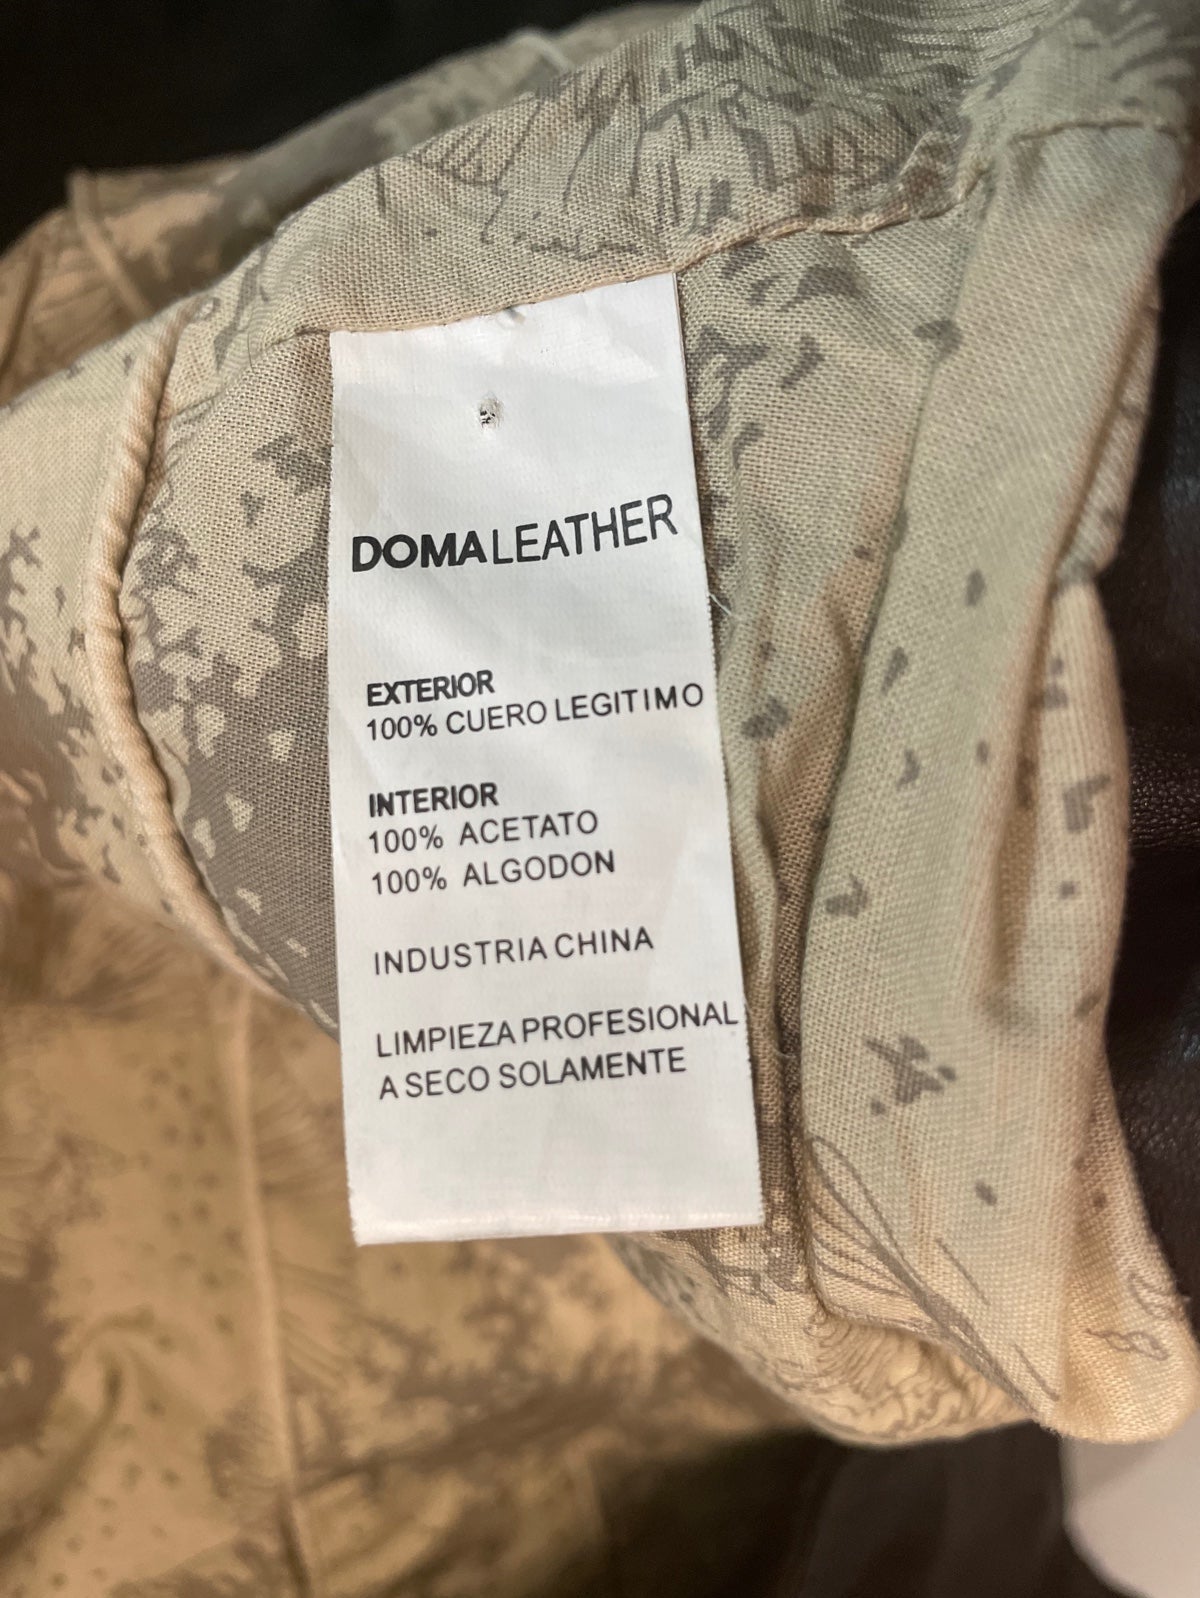 DOMALEATHER
EXTERIOR
100% CUERO LEGITIMO
INTERIOR
100% ACETATO
100% ALGODON
INDUSTRIA CHINA
LIMPIEZA PROFESIONAL
A SECO SOLAMENTE